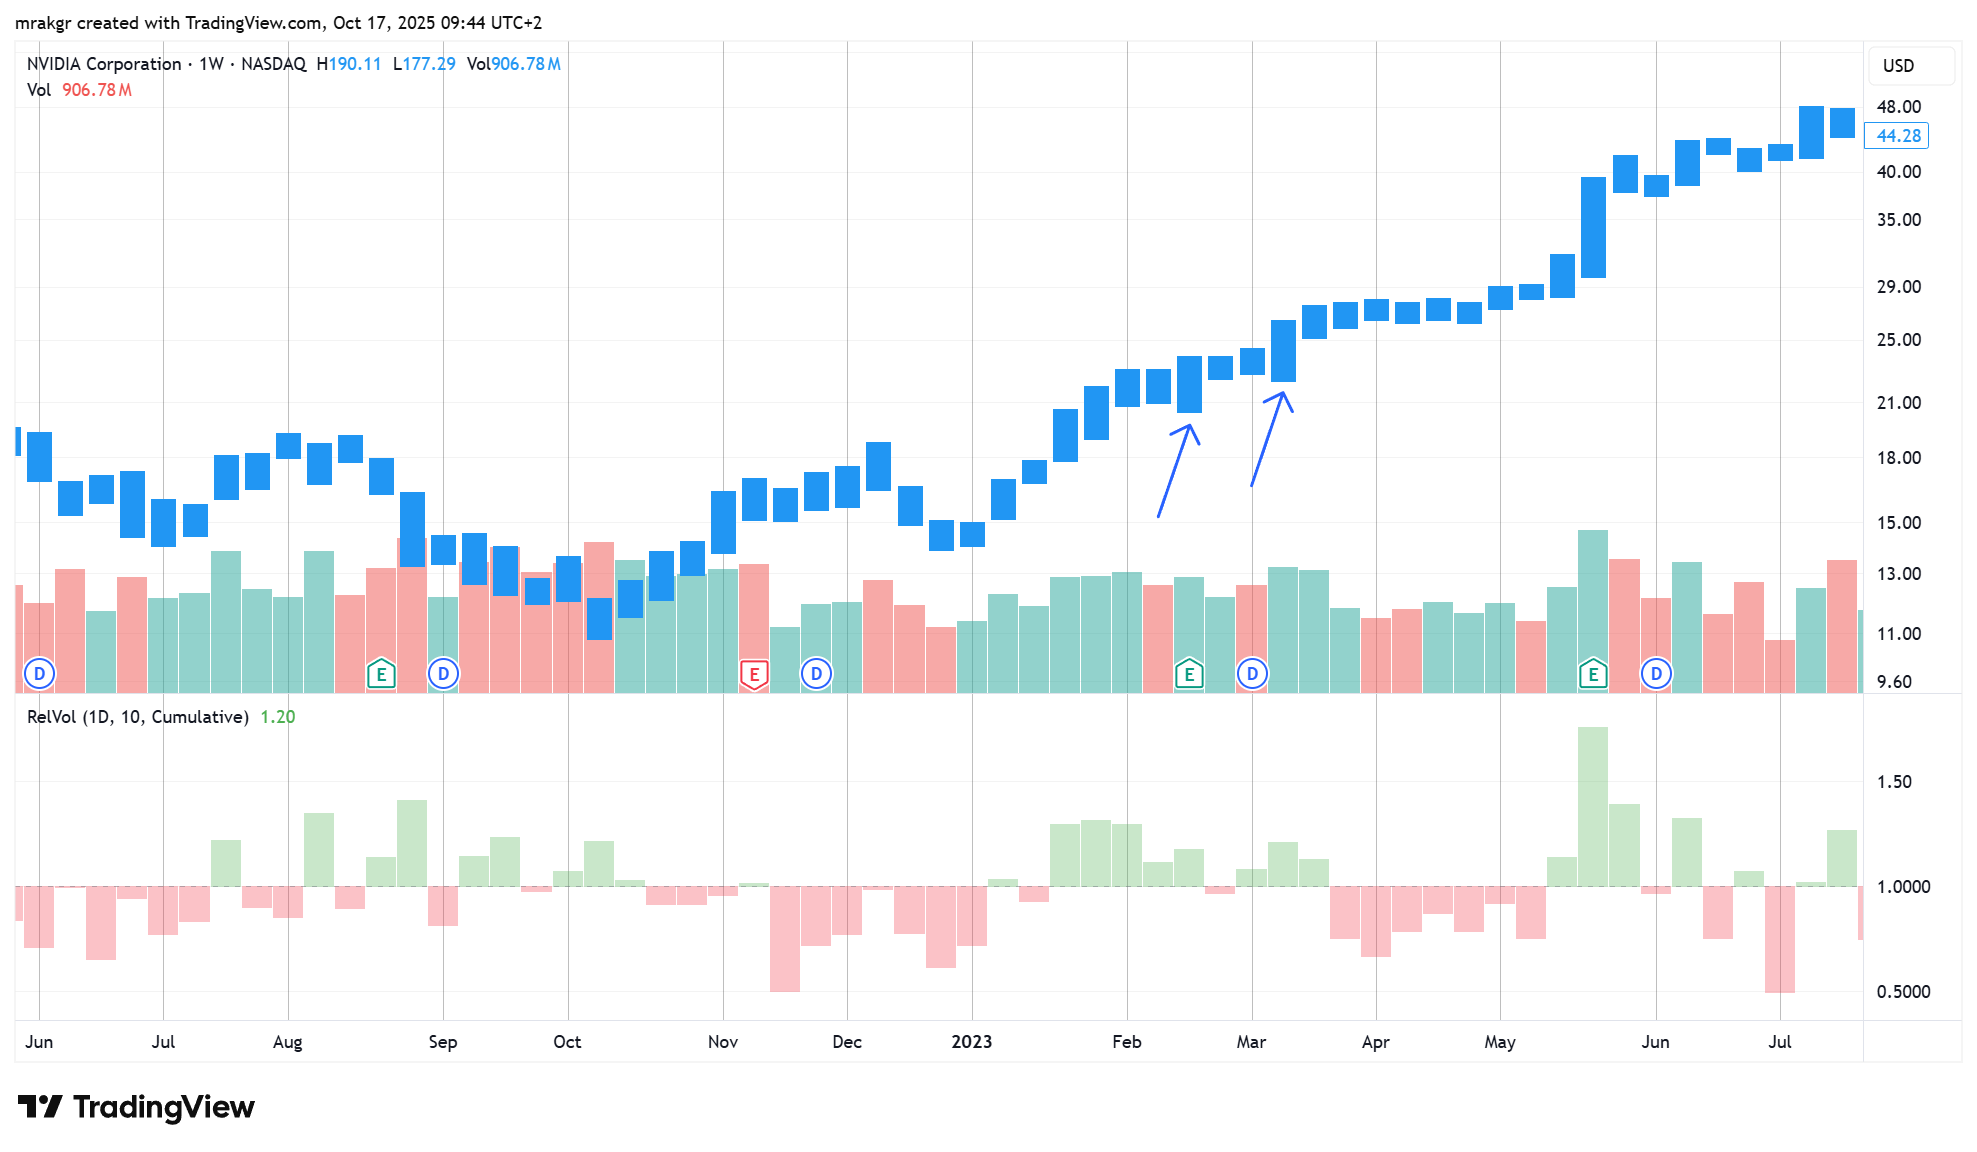 mrakgr created with TradingView.com, Oct 17, 2025 09:44 UTC+2
NVIDIA Corporation · 1W · NASDAQ H190.11 L177.29 Vol906.78M
Vol 906.78M
USD
48.00
44.28
40.00
35.00
29.00
25.00
21.00
18.00
15.00
13.00
11.00
9.60
D E D E D E D E D
RelVol (1D, 10, Cumulative) 1.20
1.50
1.0000
0.5000
Jun Jul Aug Sep Oct Nov Dec 2023 Feb Mar Apr May Jun Jul
TradingView